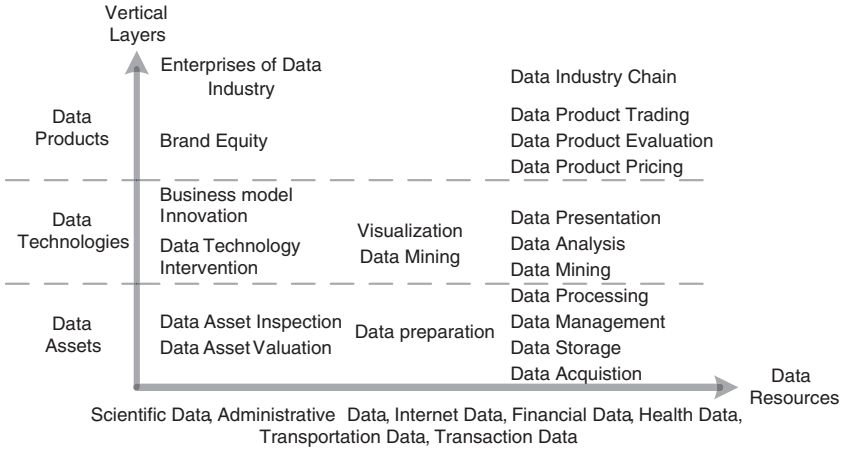 Vertical
Layers
Enterprises of Data
Industry
Data Industry Chain
Data
Products
Brand Equity
Data Product Trading
Data Product Evaluation
Data Product Pricing
Data
Technologies
Business model
Innovation
Data Technology
Intervention
Visualization
Data Mining
Data Presentation
Data Analysis
Data Mining
Data
Assets
Data Asset Inspection
Data Asset Valuation
Data preparation
Data Processing
Data Management
Data Storage
Data Acquistion
Data
Resources
Scientific Data, Administrative Data, Internet Data, Financial Data, Health Data,
Transportation Data, Transaction Data